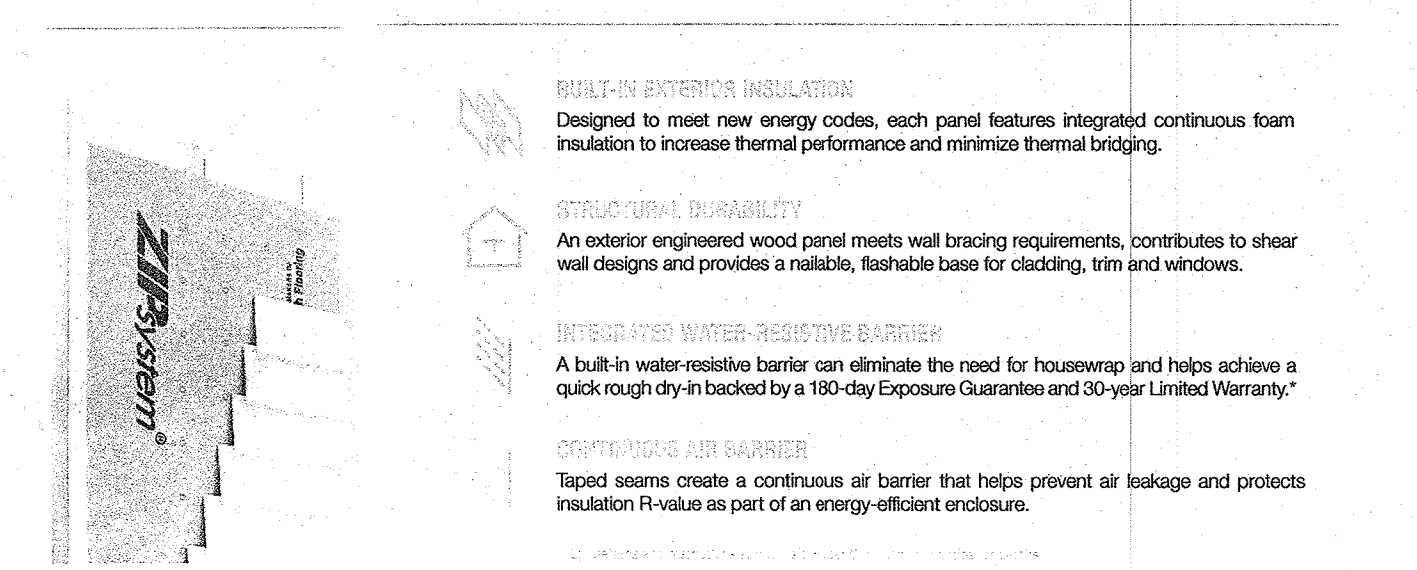 BUILT-IN EXTERIOR INSULATION
Designed to meet new energy codes, each panel features integrated continuous foam
insulation to increase thermal performance and minimize thermal bridging.
STRUCTURAL DURABILITY
An exterior engineered wood panel meets wall bracing requirements, contributes to shear
wall designs and provides a nailable, flashable base for cladding, trim and windows.
INTEGRATED WATER-RESISTIVE BARRIER
A built-in water-resistive barrier can eliminate the need for housewrap and helps achieve a
quick rough dry-in backed by a 180-day Exposure Guarantee and 30-year Limited Warranty.*
CONTINUOUS AIR BARRIER
Taped seams create a continuous air barrier that helps prevent air leakage and protects
insulation R-value as part of an energy-efficient enclosure.
ZIPsystem®
h Flooring